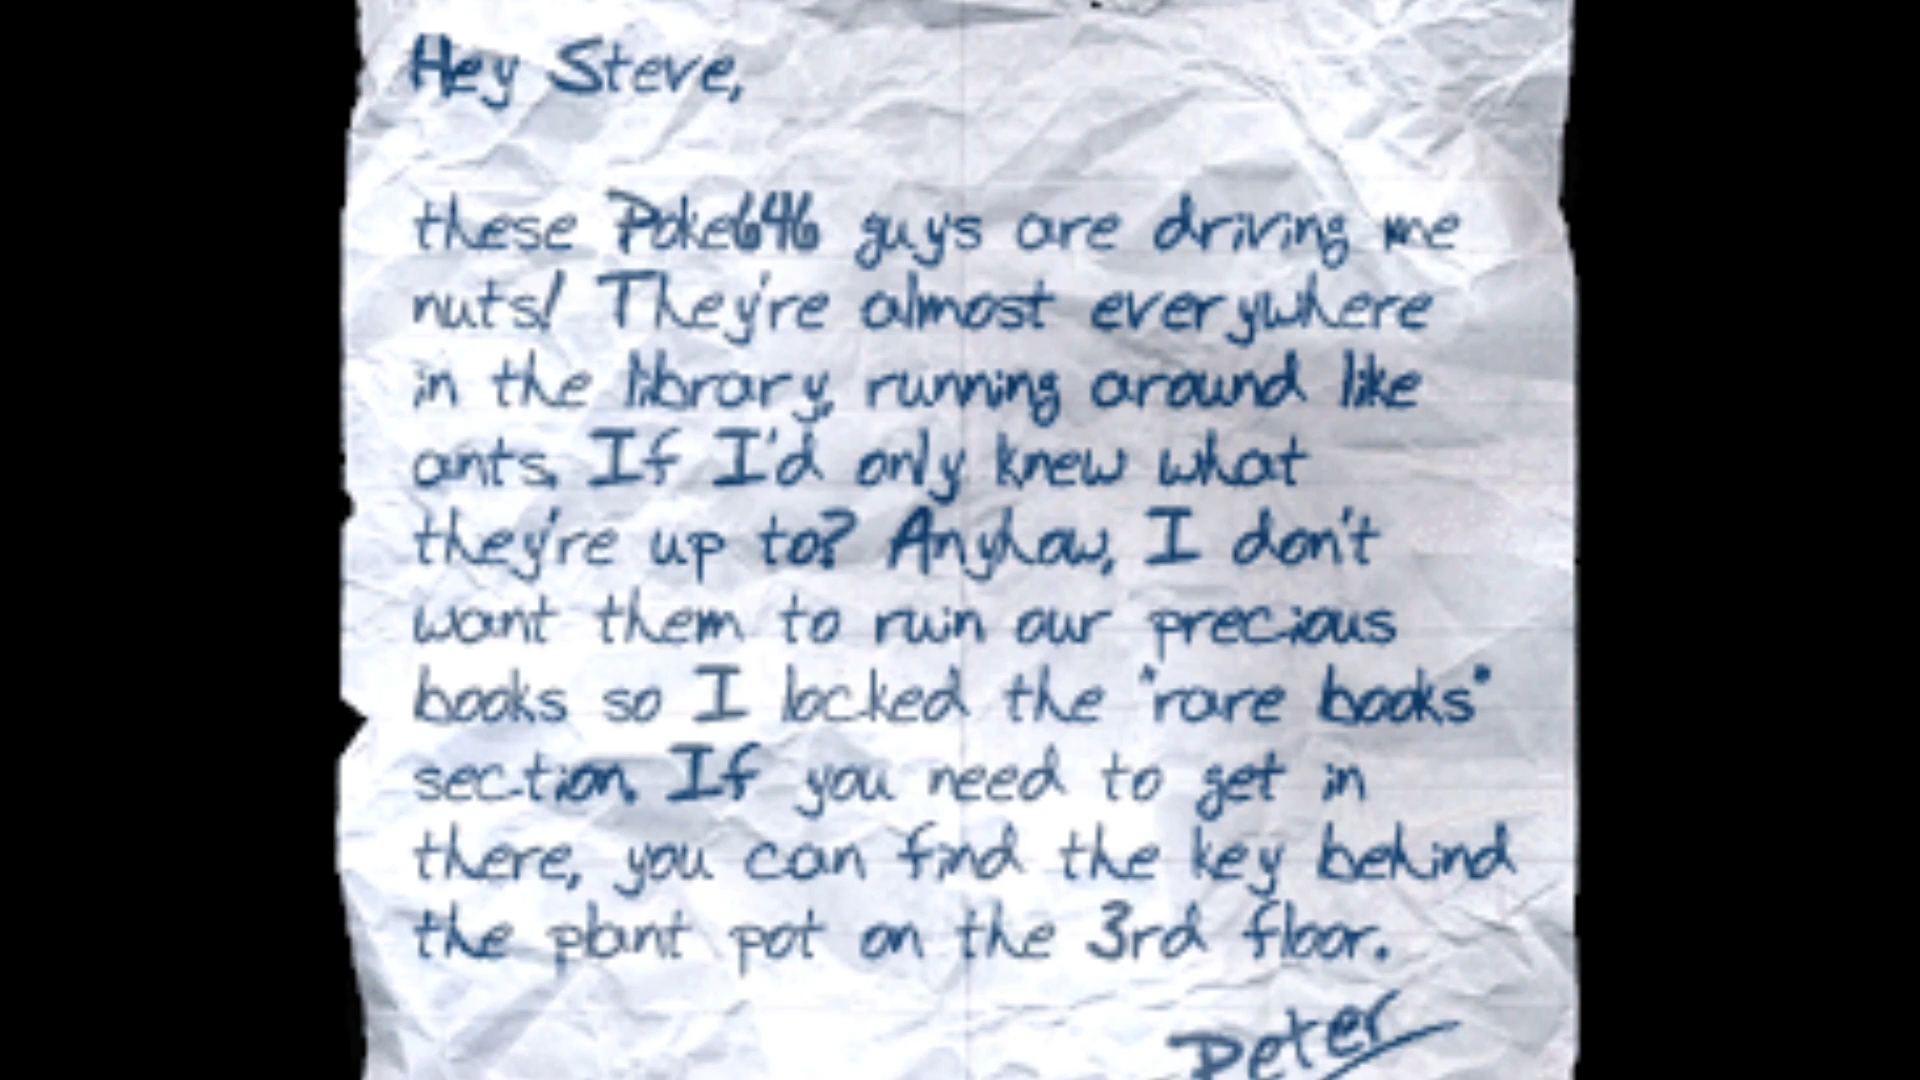 Hey Steve,
these Poke646 guys are driving me
nuts! They're almost everywhere
in the library, running around like
ants. If I'd only knew what
they're up to? Anyhow, I don't
want them to ruin our precious
books so I locked the "rare books"
section. If you need to get in
there, you can find the key behind
the plant pot on the 3rd floor.
Peter